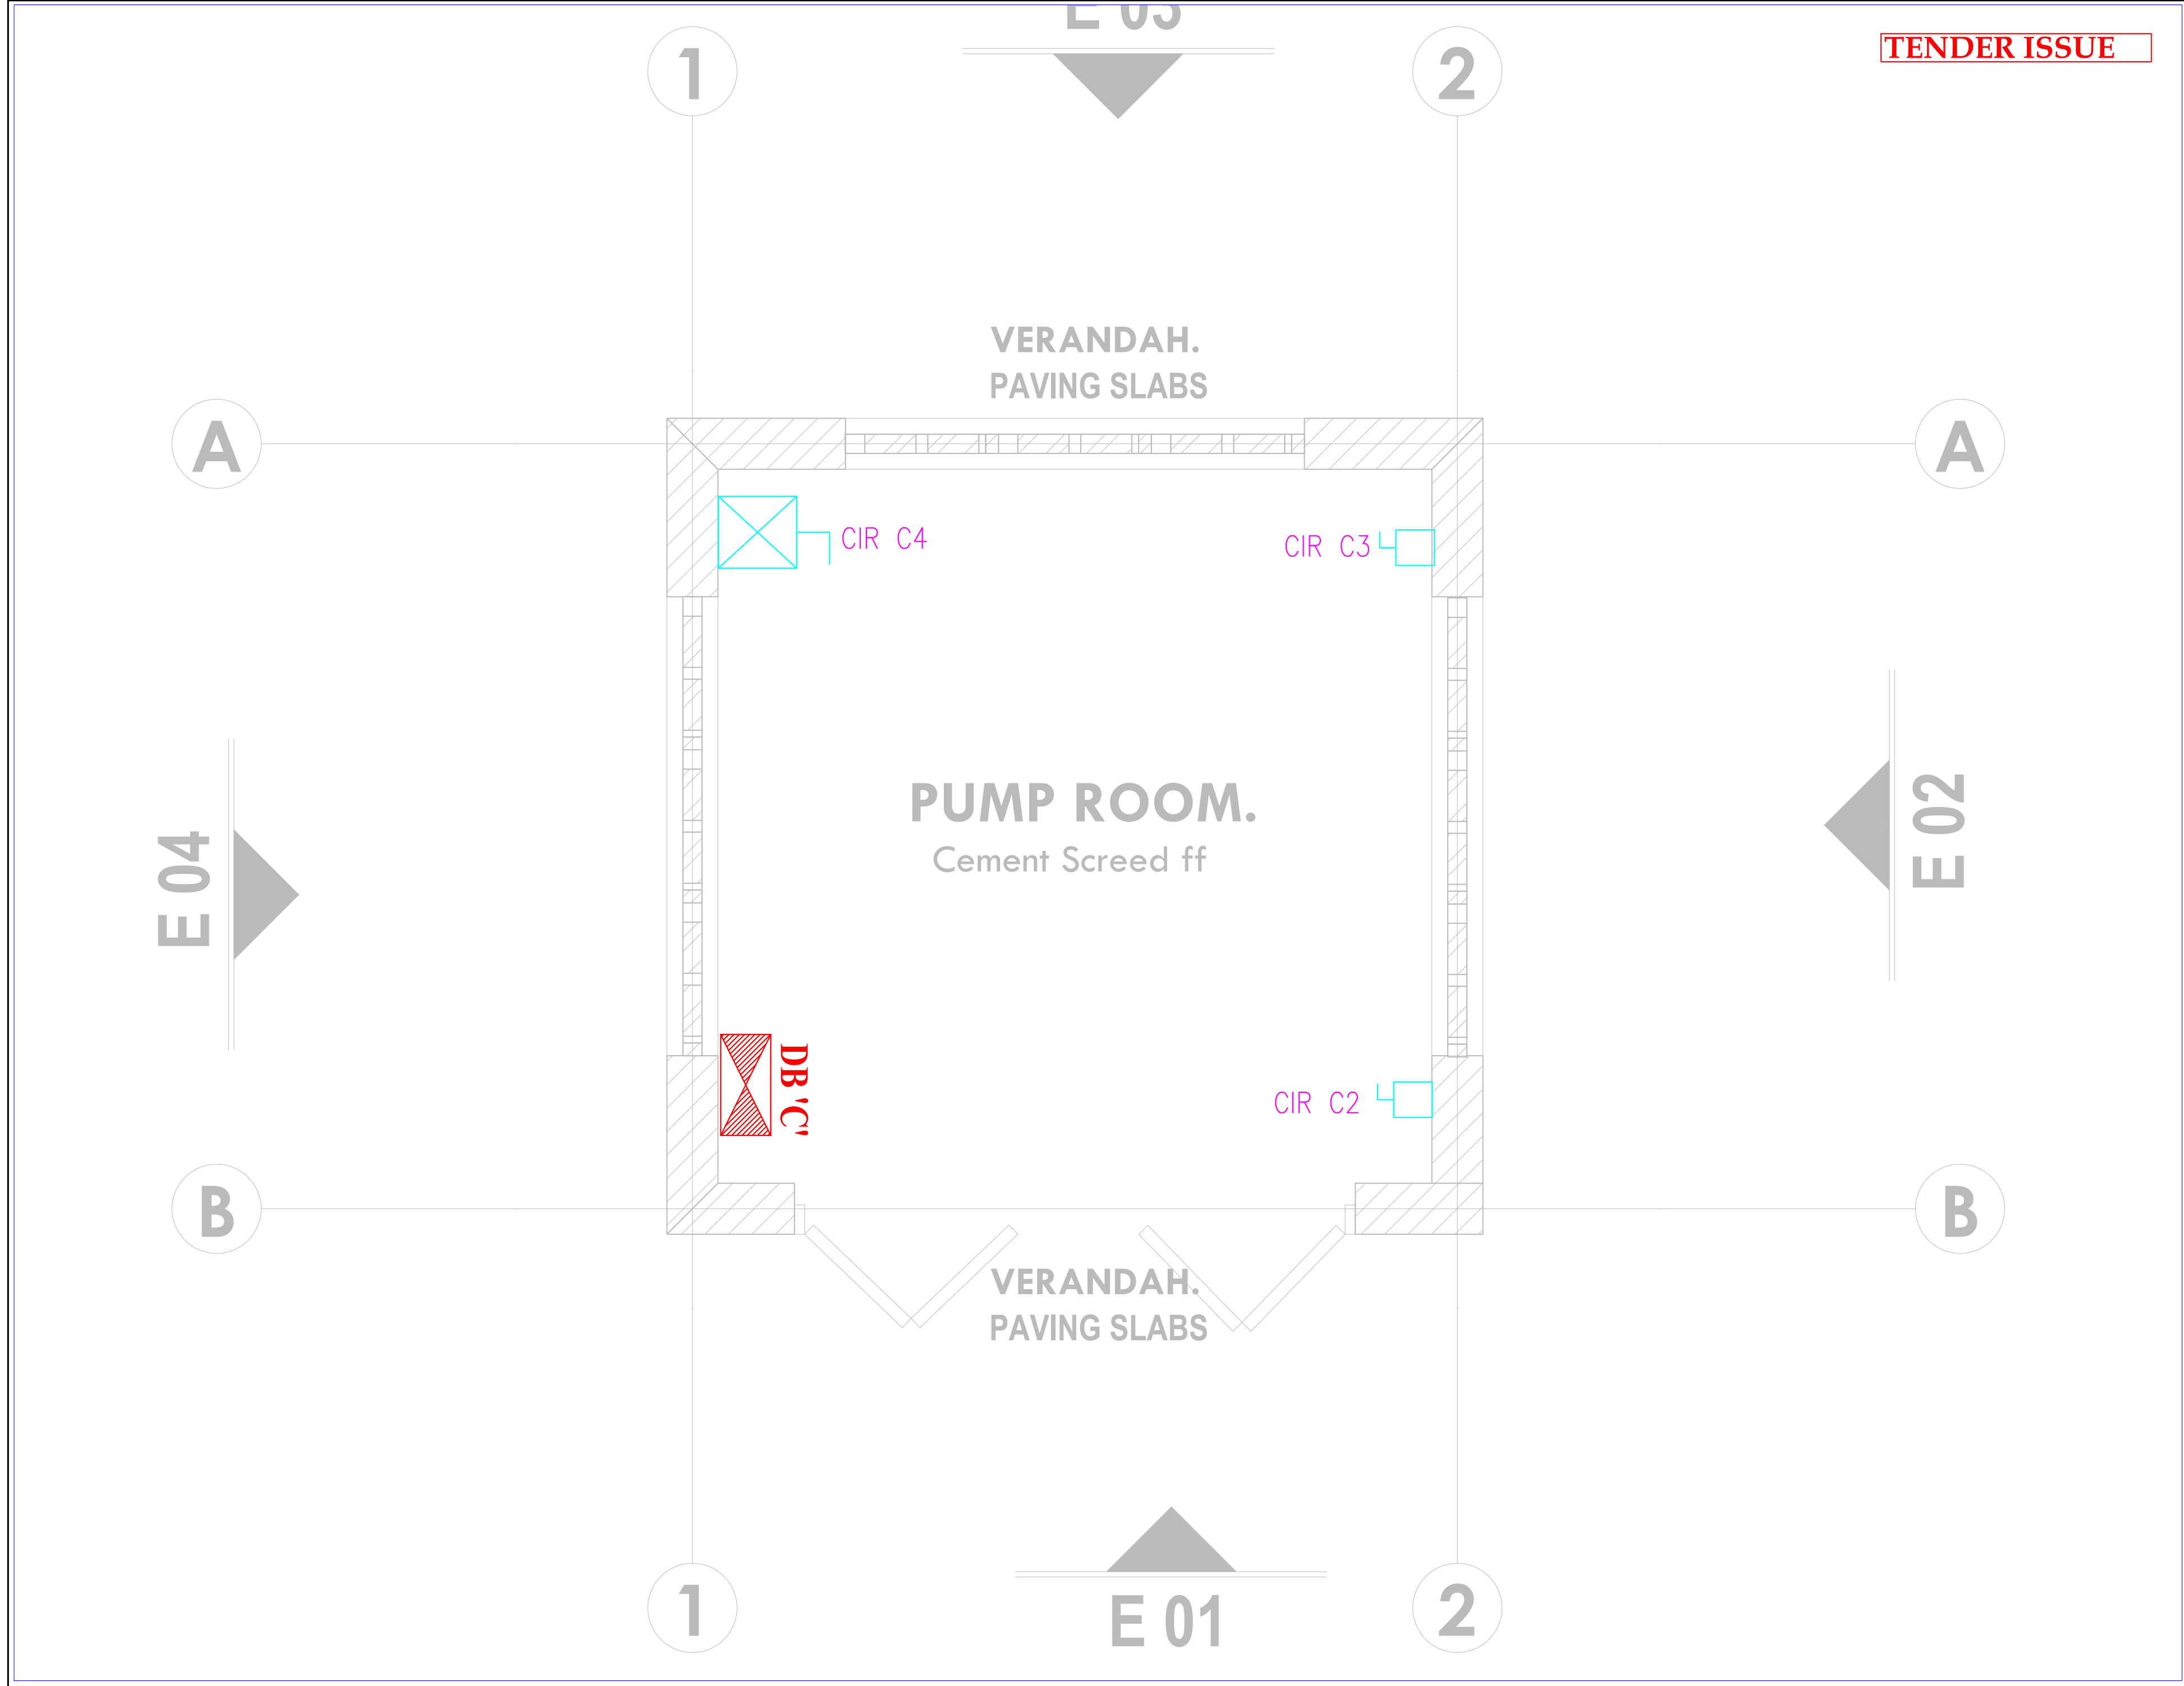 E 03
1
2
TENDER ISSUE
VERANDAH.
PAVING SLABS
A
A
CIR C4
CIR C3
PUMP ROOM.
Cement Screed ff
E 04
E 02
DB 'C'
CIR C2
B
B
VERANDAH.
PAVING SLABS
1
2
E 01